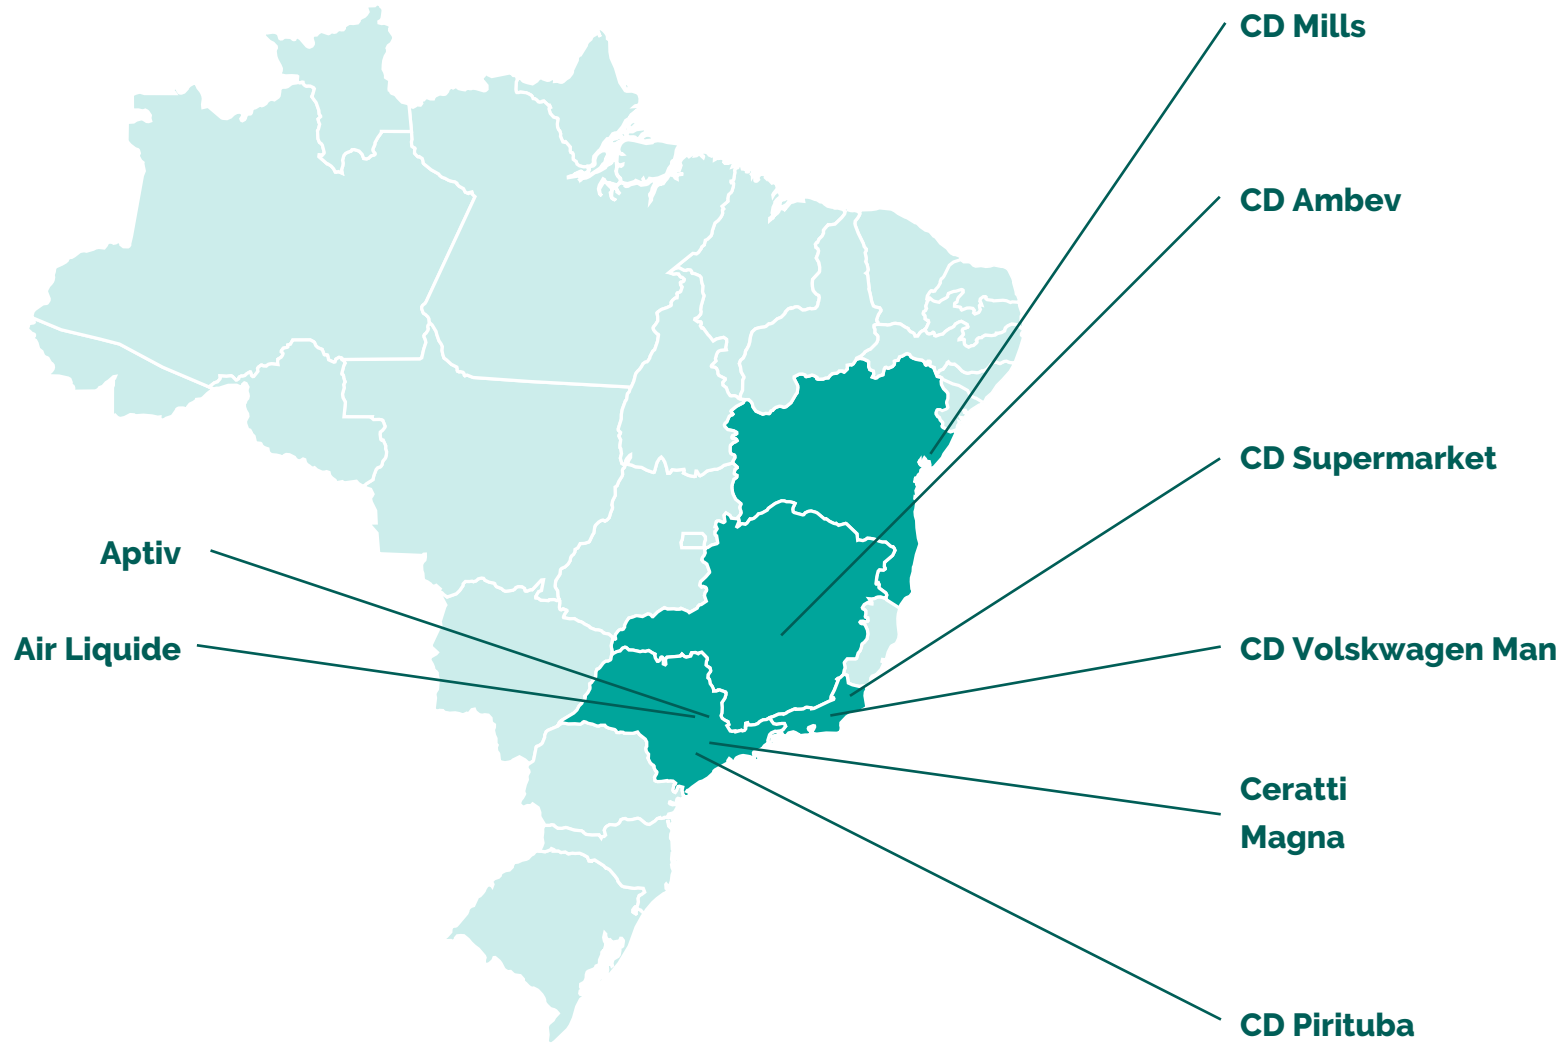 CD Mills
CD Ambev
CD Supermarket
Aptiv
Air Liquide
CD Volskwagen Man
Ceratti
Magna
CD Pirituba